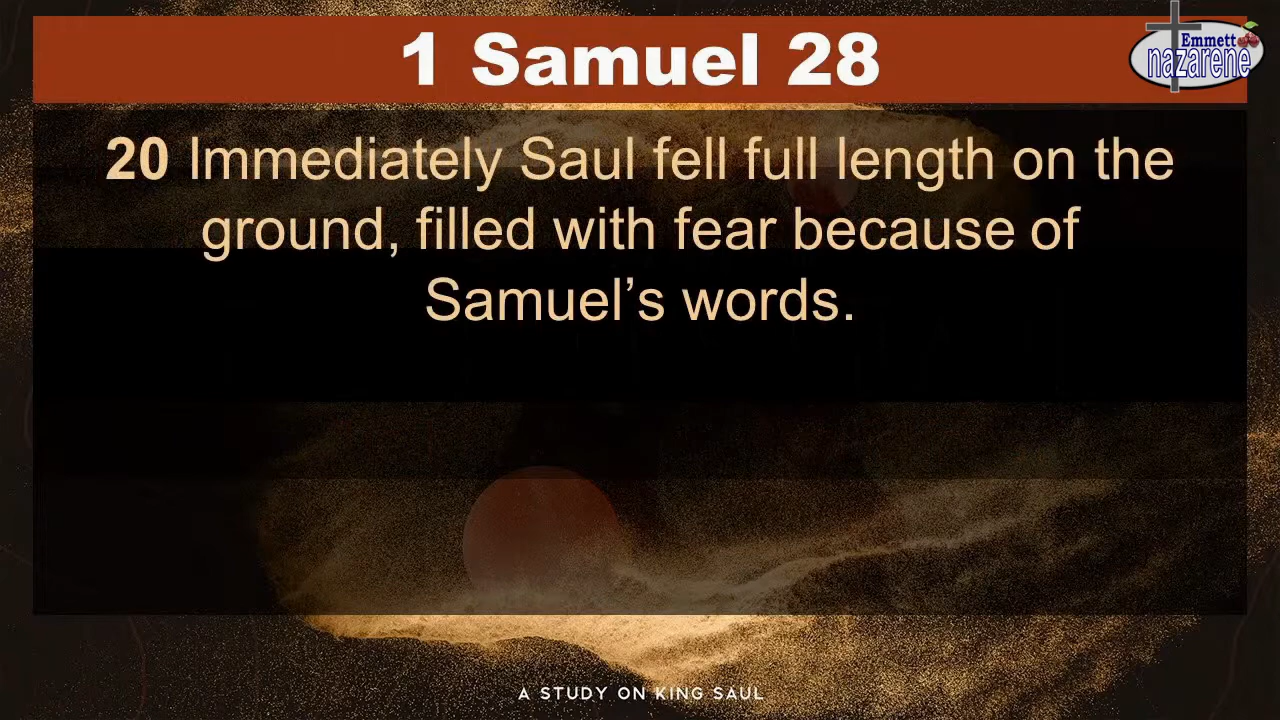 1 Samuel 28
Emmett
nazarene
20 Immediately Saul fell full length on the
ground, filled with fear because of
Samuel’s words.
A STUDY ON KING SAUL